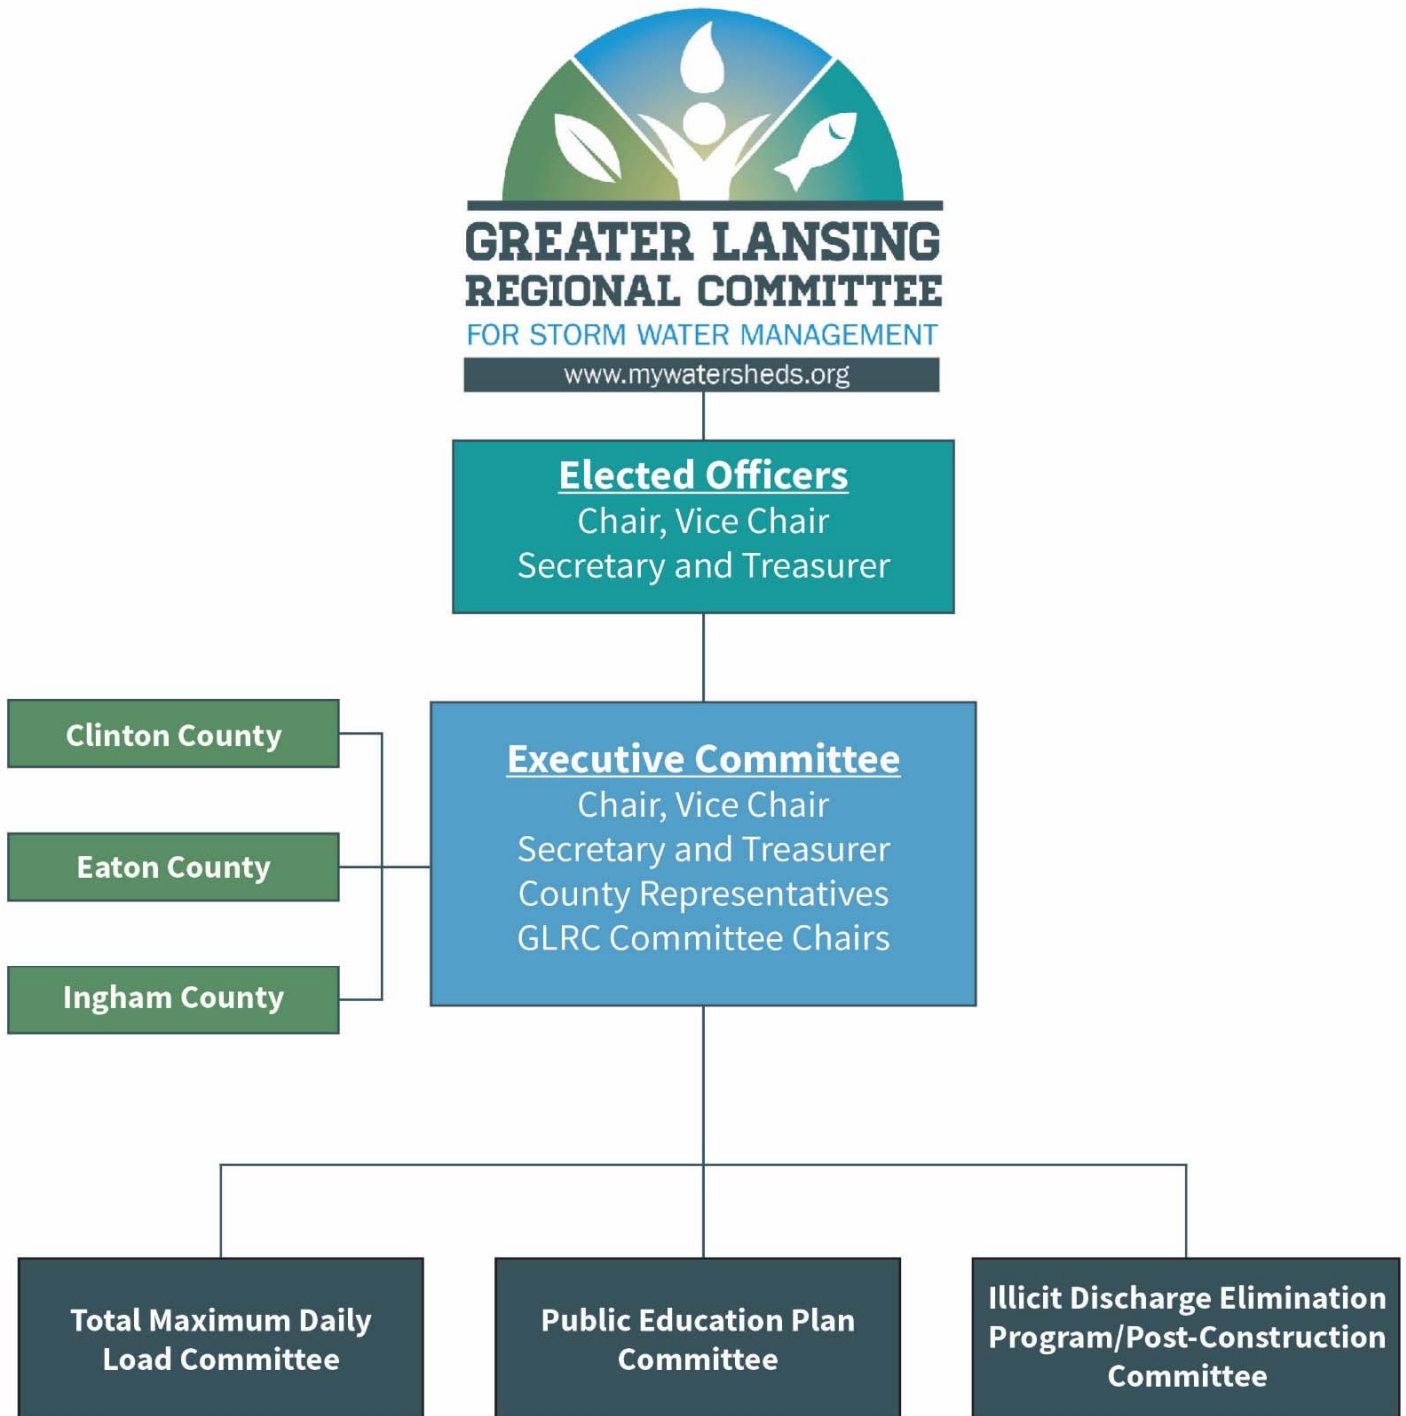 GREATER LANSING
REGIONAL COMMITTEE
FOR STORM WATER MANAGEMENT
www.mywatersheds.org
Elected Officers
Chair, Vice Chair
Secretary and Treasurer
Clinton County
Eaton County
Ingham County
Executive Committee
Chair, Vice Chair
Secretary and Treasurer
County Representatives
GLRC Committee Chairs
Total Maximum Daily
Load Committee
Public Education Plan
Committee
Illicit Discharge Elimination
Program/Post-Construction
Committee